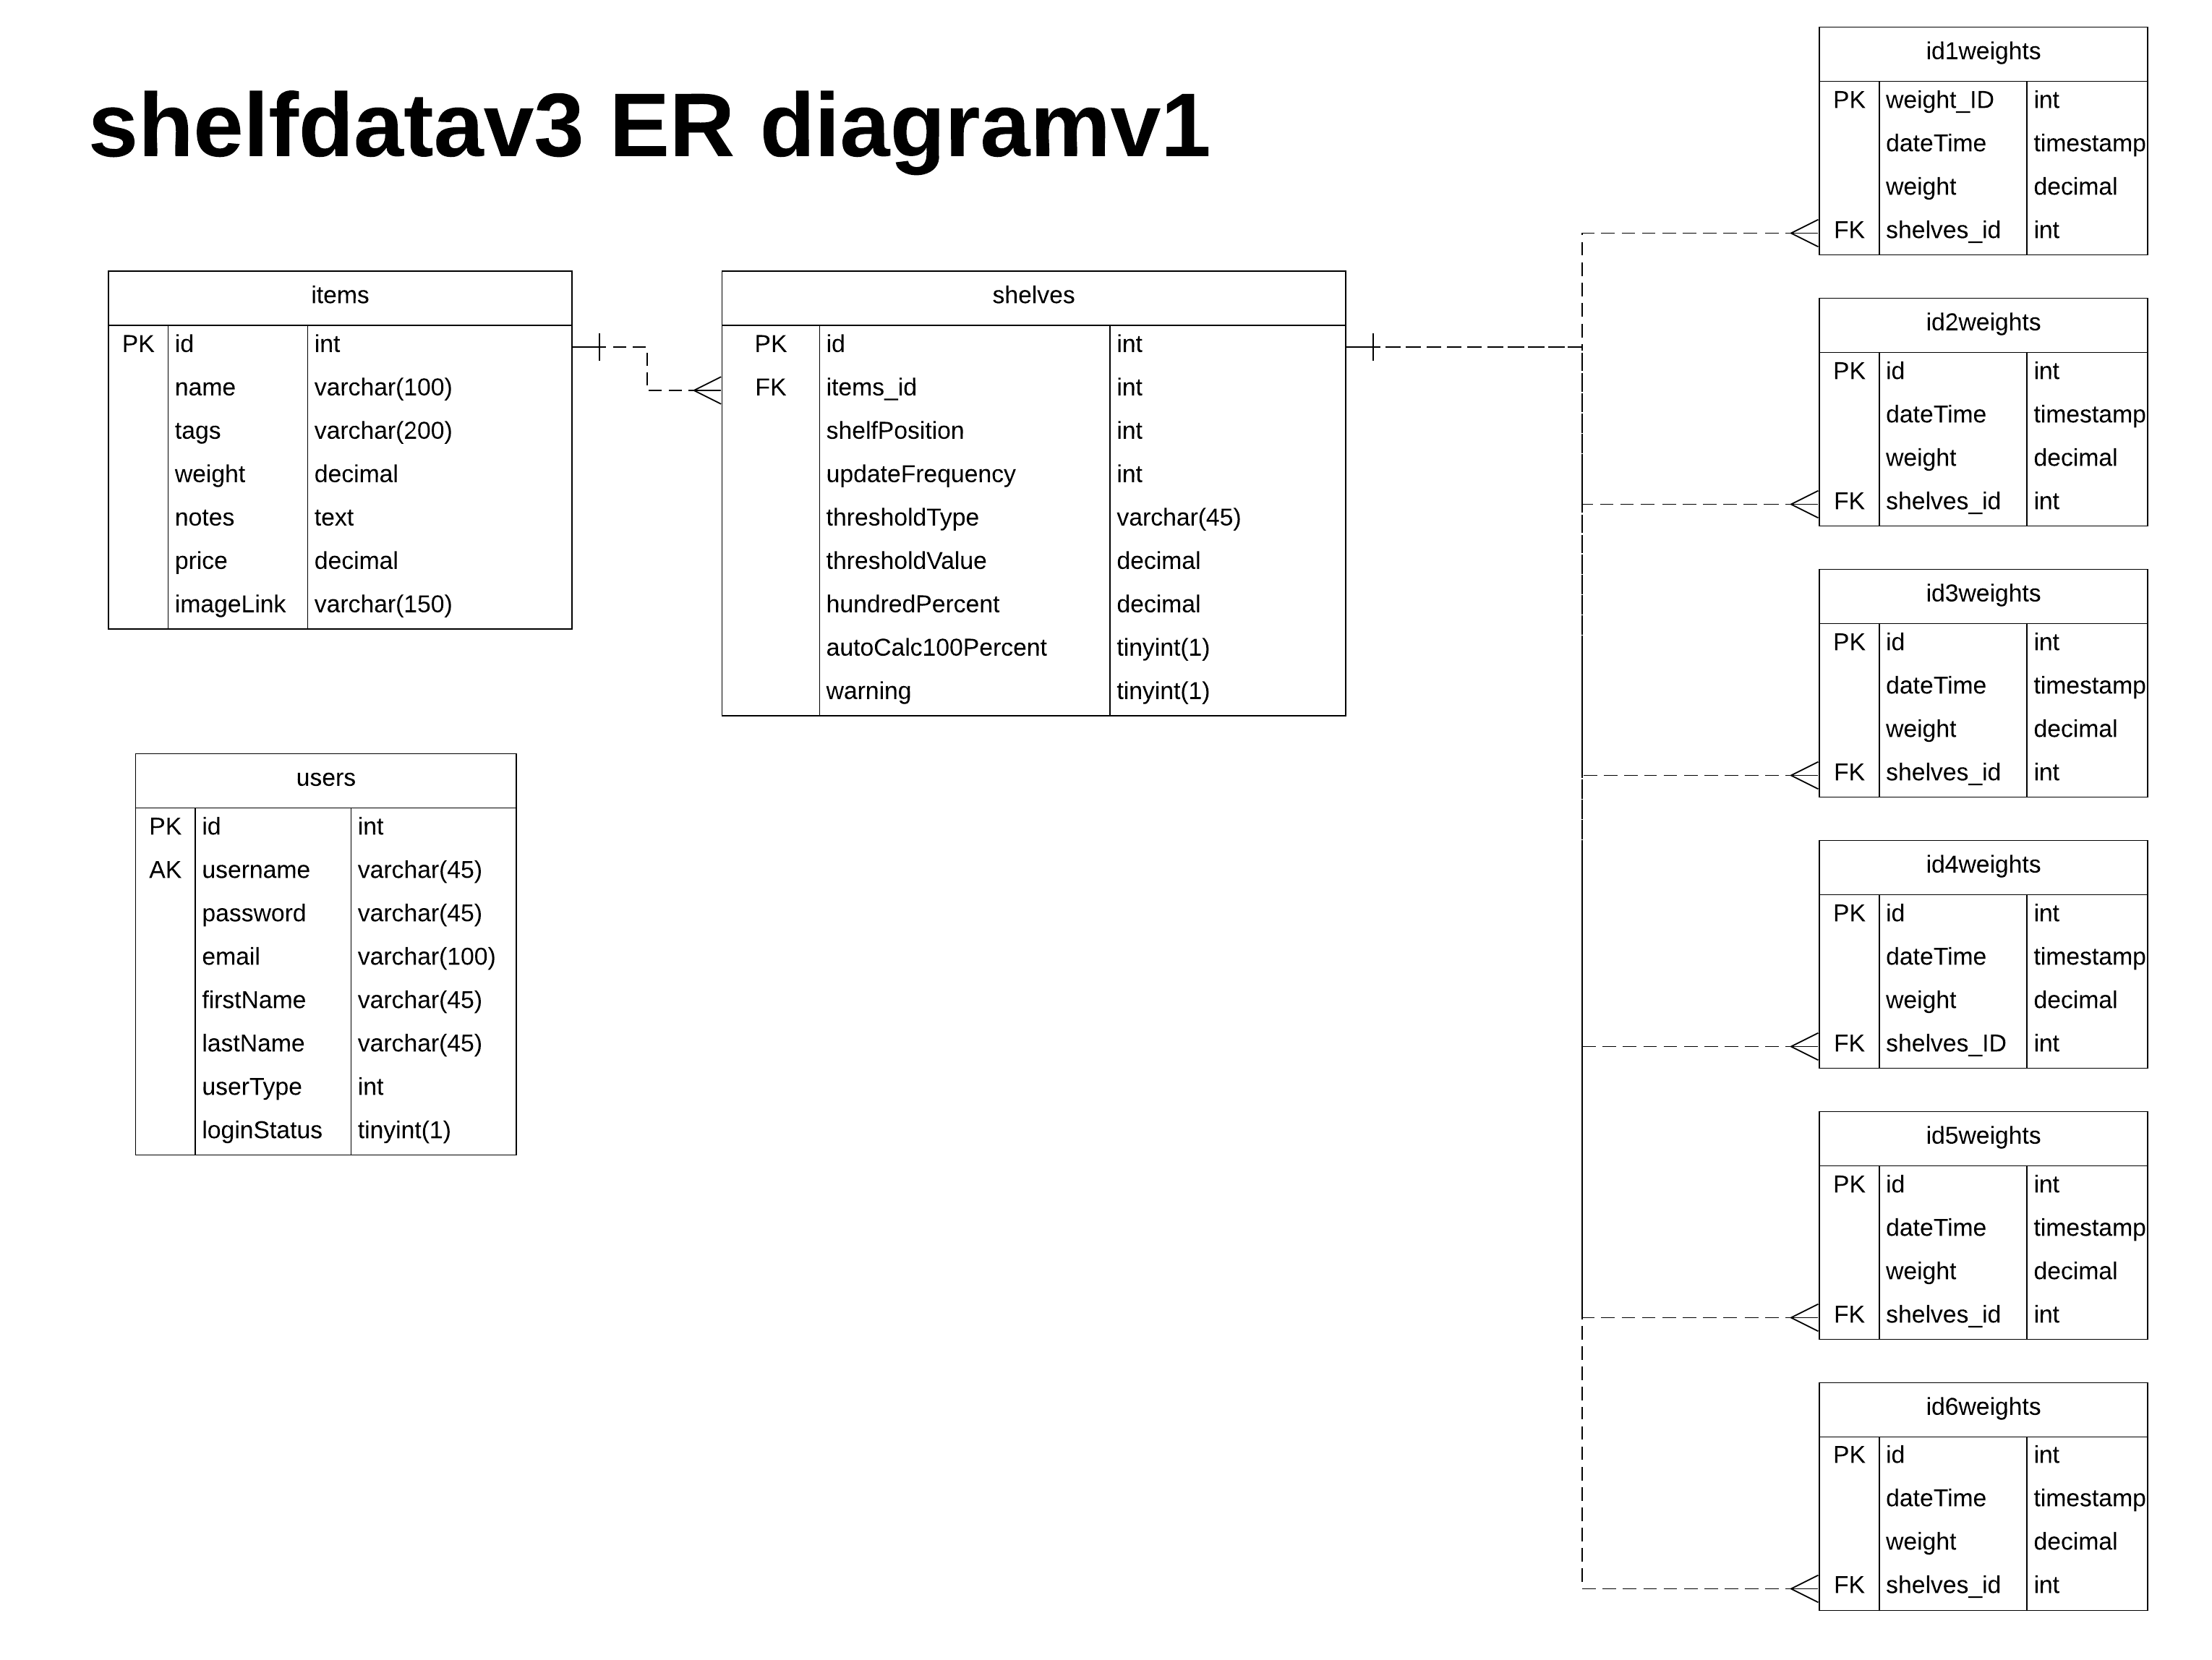 shelfdatav3 ER diagramv1
items
PK id int
name varchar(100)
tags varchar(200)
weight decimal
notes text
price decimal
imageLink varchar(150)
shelves
PK id int
FK items_id int
shelfPosition int
updateFrequency int
thresholdType varchar(45)
thresholdValue decimal
hundredPercent decimal
autoCalc100Percent tinyint(1)
warning tinyint(1)
users
PK id int
AK username varchar(45)
password varchar(45)
email varchar(100)
firstName varchar(45)
lastName varchar(45)
userType int
loginStatus tinyint(1)
id1weights
PK weight_ID int
dateTime timestamp
weight decimal
FK shelves_id int
id2weights
PK id int
dateTime timestamp
weight decimal
FK shelves_id int
id3weights
PK id int
dateTime timestamp
weight decimal
FK shelves_id int
id4weights
PK id int
dateTime timestamp
weight decimal
FK shelves_ID int
id5weights
PK id int
dateTime timestamp
weight decimal
FK shelves_id int
id6weights
PK id int
dateTime timestamp
weight decimal
FK shelves_id int